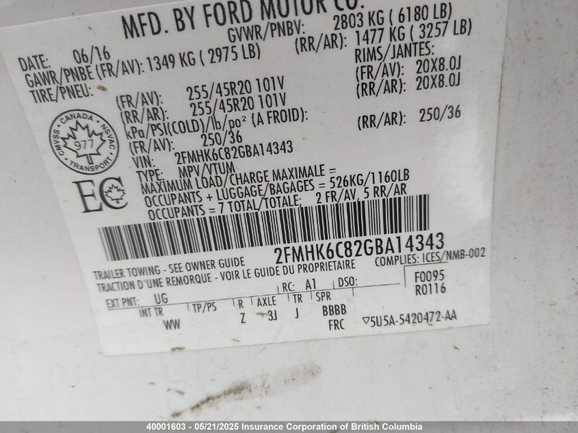 MFD. BY FORD MOTOR CO.
DATE: 06/16 GVWR/PNBV: 2803 KG ( 6180 LB)
GAWR/PNBE (FR/AV): 1349 KG ( 2975 LB) (RR/AR): 1477 KG ( 3257 LB)
TIRE/PNEU: RIMS/JANTES:
(FR/AV): 255/45R20 101V (FR/AV): 20X8.0J
(RR/AR): 255/45R20 101V (RR/AR): 20X8.0J
kPa/PSI(COLD)/lb/po² (A FROID):
(FR/AV): 250/36 (RR/AR): 250/36
VIN: 2FMHK6C82GBA14343
TYPE: MPV/VTUM
MAXIMUM LOAD/CHARGE MAXIMALE =
OCCUPANTS + LUGGAGE/BAGAGES = 526KG/1160LB
OCCUPANTS = 7 TOTAL/TOTALE: 2 FR/AV, 5 RR/AR
CANADA
CMVSS NSVAC
977
TRANSPORT
EC
2FMHK6C82GBA14343
TRAILER TOWING - SEE OWNER GUIDE COMPLIES: ICES/NMB-002
TRACTION DE REMORQUE - VOIR LE GUIDE DU PROPRIETAIRE
EXT PNT: UG RC: A1 DSO: F0095
INT TR TP/PS R AXLE TR SPR R0116
WW Z 3J J BBBB
FRC ▽5U5A-5420472-AA
40001603 - 05/21/2025 Insurance Corporation of British Columbia